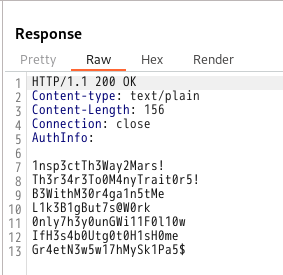 Response
Pretty Raw Hex Render
1 HTTP/1.1 200 OK
2 Content-type: text/plain
3 Content-Length: 156
4 Connection: close
5 AuthInfo:
6
7 1nsp3ctTh3Way2Mars!
8 Th3r34r3To0M4nyTrait0r5!
9 B3WithM30r4ga1n5tMe
10 L1k3B1gBut7s@W0rk
11 0nly7h3y0unGWi11F0l10w
12 IfH3s4b0Utg0t0H1sH0me
13 Gr4etN3w5w17hMySk1Pa5$